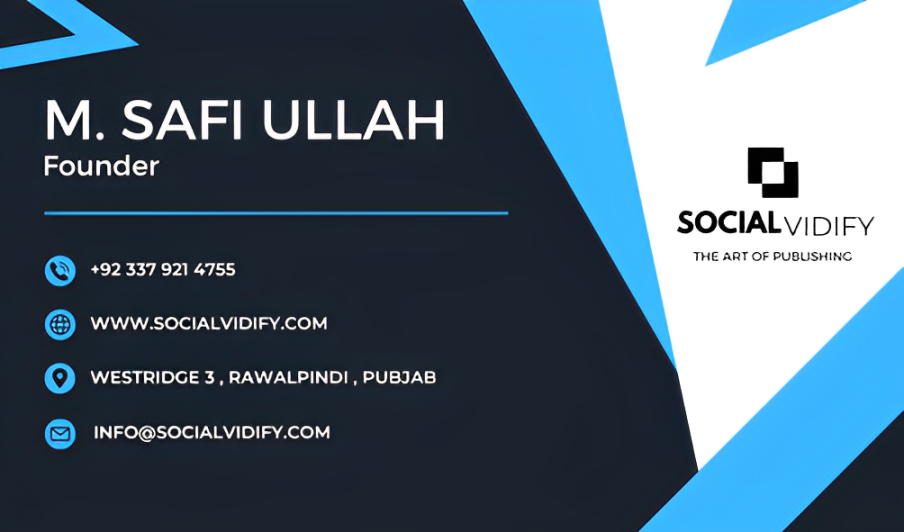 M. SAFI ULLAH
Founder
+92 337 921 4755
WWW.SOCIALVIDIFY.COM
WESTRIDGE 3 , RAWALPINDI , PUBJAB
INFO@SOCIALVIDIFY.COM
SOCIALVIDIFY
THE ART OF PUBLISHING